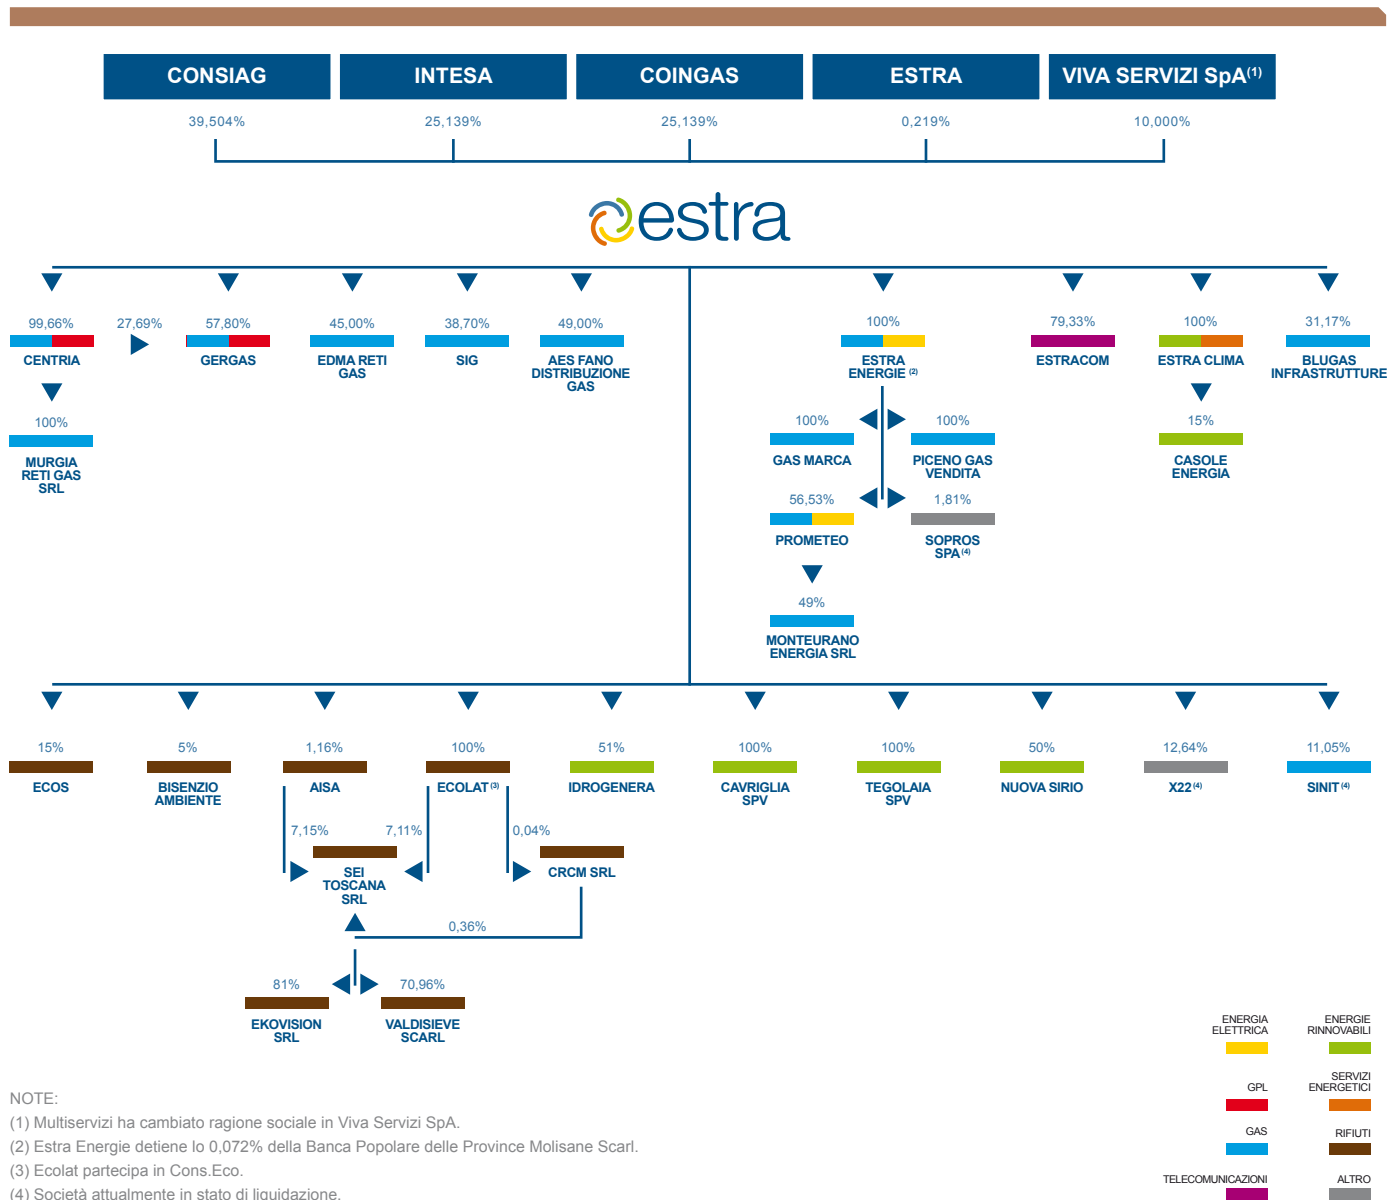 CONSIAG
INTESA
COINGAS
ESTRA
VIVA SERVIZI SpA(1)
39,504%
25,139%
25,139%
0,219%
10,000%
estra
99,66%
27,69%
57,80%
45,00%
38,70%
49,00%
100%
79,33%
100%
31,17%
CENTRIA
GERGAS
EDMA RETI
GAS
SIG
AES FANO
DISTRIBUZIONE
GAS
ESTRA
ENERGIE (2)
ESTRACOM
ESTRA CLIMA
BLUGAS
INFRASTRUTTURE
100%
MURGIA
RETI GAS
SRL
100%
GAS MARCA
100%
PICENO GAS
VENDITA
15%
CASOLE
ENERGIA
56,53%
PROMETEO
1,81%
SOPROS
SPA(4)
49%
MONTEURANO
ENERGIA SRL
15%
5%
1,16%
100%
51%
100%
100%
50%
12,64%
11,05%
ECOS
BISENZIO
AMBIENTE
AISA
ECOLAT (3)
IDROGENERA
CAVRIGLIA
SPV
TEGOLAIA
SPV
NUOVA SIRIO
X22 (4)
SINIT (4)
7,15%
7,11%
0,04%
SEI
TOSCANA
SRL
CRCM SRL
0,36%
81%
70,96%
EKOVISION
SRL
VALDISIEVE
SCARL
ENERGIA
ELETTRICA
ENERGIE
RINNOVABILI
GPL
SERVIZI
ENERGETICI
GAS
RIFIUTI
TELECOMUNICAZIONI
ALTRO
NOTE:
(1) Multiservizi ha cambiato ragione sociale in Viva Servizi SpA.
(2) Estra Energie detiene lo 0,072% della Banca Popolare delle Province Molisane Scarl.
(3) Ecolat partecipa in Cons.Eco.
(4) Società attualmente in stato di liquidazione.